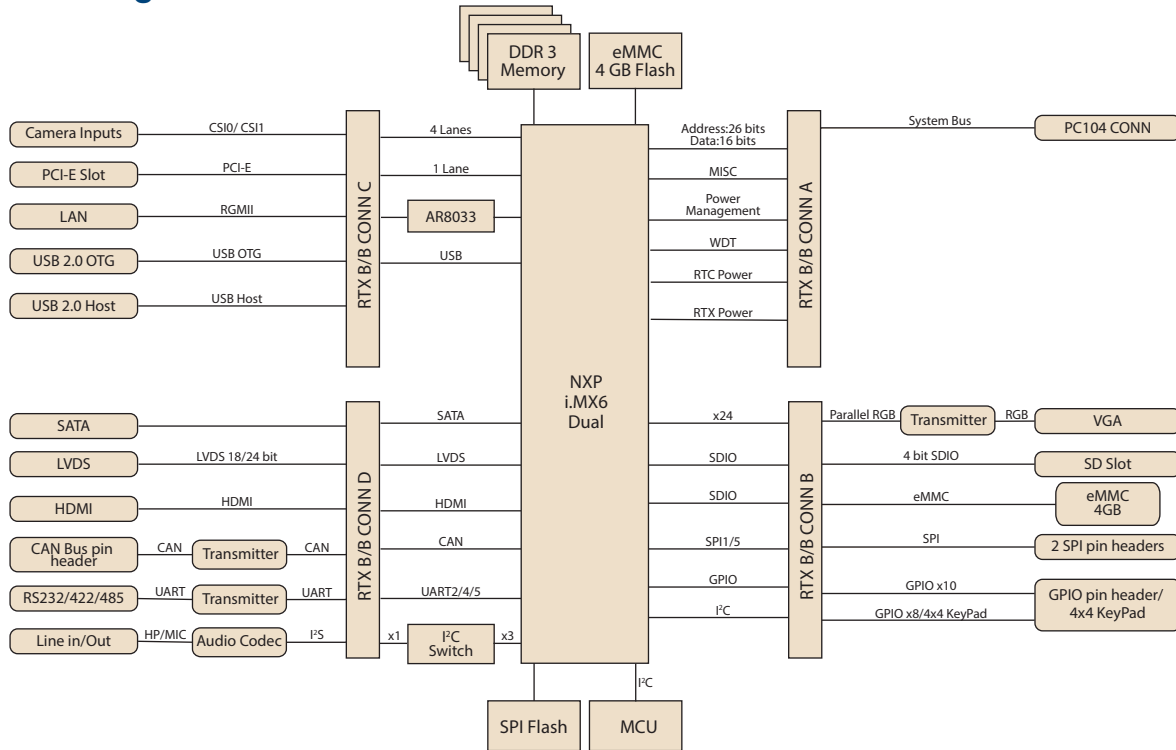 DDR 3
Memory
eMMC
4 GB Flash
Camera Inputs
CSI0/ CSI1
4 Lanes
PCI-E Slot
PCI-E
1 Lane
LAN
RGMII
AR8033
USB 2.0 OTG
USB OTG
USB
USB 2.0 Host
USB Host
RTX B/B CONN C
Address:26 bits
Data:16 bits
MISC
Power
Management
WDT
RTC Power
RTX Power
RTX B/B CONN A
System Bus
PC104 CONN
NXP
i.MX6
Dual
SATA
SATA
LVDS
LVDS 18/24 bit
LVDS
HDMI
HDMI
HDMI
CAN Bus pin
header
CAN
Transmitter
CAN
CAN
RS232/422/485
UART
Transmitter
UART
UART2/4/5
Line in/Out
HP/MIC
Audio Codec
I²S
x1
I²C
Switch
x3
RTX B/B CONN D
x24
SDIO
SDIO
SPI1/5
GPIO
I²C
RTX B/B CONN B
Parallel RGB
Transmitter
RGB
VGA
4 bit SDIO
SD Slot
eMMC
eMMC
4GB
SPI
2 SPI pin headers
GPIO x10
GPIO x8/4x4 KeyPad
GPIO pin header/
4x4 KeyPad
I²C
SPI Flash
MCU